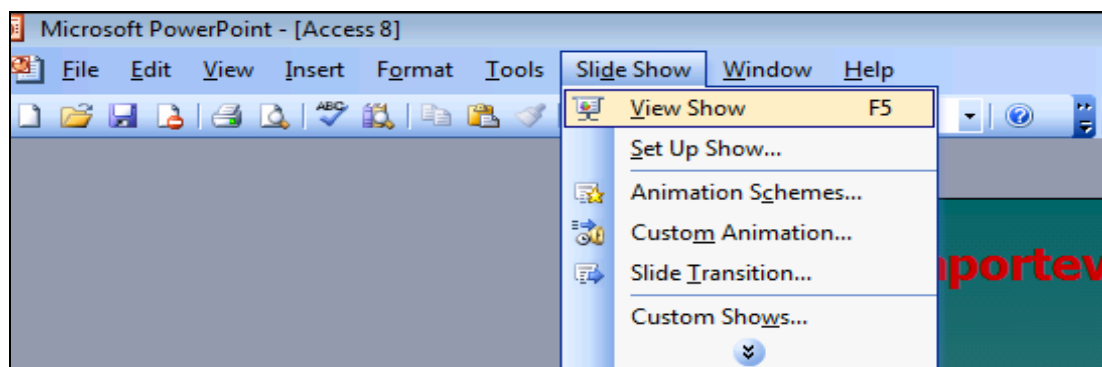 Microsoft PowerPoint - [Access 8]
File Edit View Insert Format Tools Slide Show Window Help
ABC
View Show F5
Set Up Show...
Animation Schemes...
Custom Animation...
Slide Transition...
Custom Shows...